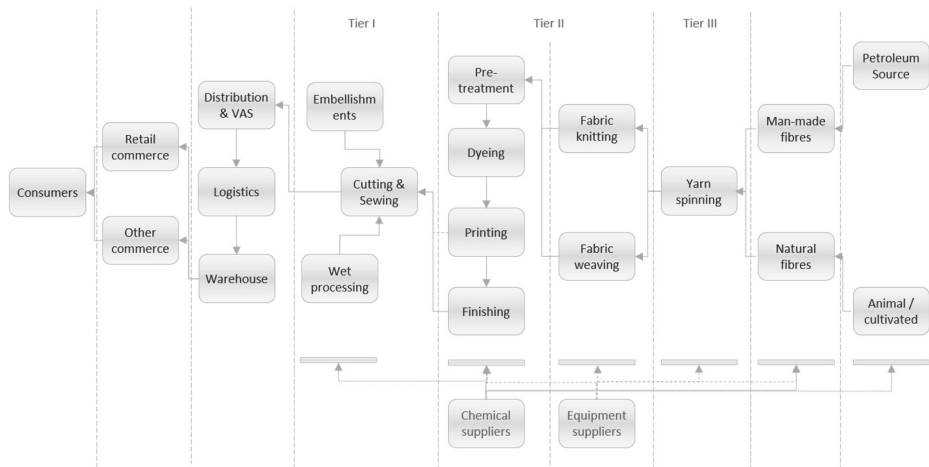 Tier I
Tier II
Tier III
Consumers
Retail
commerce
Other
commerce
Distribution
& VAS
Logistics
Warehouse
Embellishm
ents
Cutting &
Sewing
Wet
processing
Pre-
treatment
Dyeing
Printing
Finishing
Fabric
knitting
Fabric
weaving
Yarn
spinning
Man-made
fibres
Natural
fibres
Petroleum
Source
Animal /
cultivated
Chemical
suppliers
Equipment
suppliers